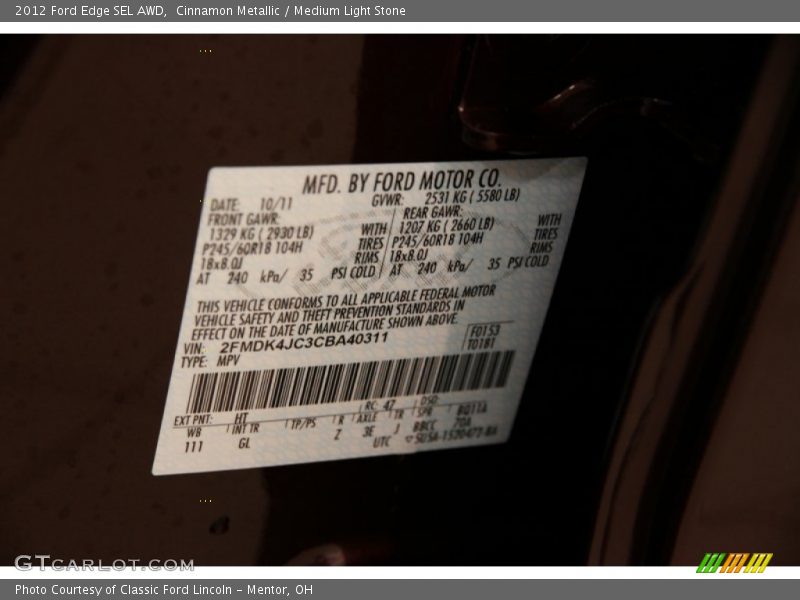 2012 Ford Edge SEL AWD,  Cinnamon Metallic / Medium Light Stone
MFD. BY FORD MOTOR CO.
DATE: 10/11 GVWR: 2531 KG ( 5580 LB)
FRONT GAWR: REAR GAWR:
1329 KG ( 2930 LB) WITH 1207 KG ( 2660 LB) WITH
P245/60R18 104H TIRES P245/60R18 104H TIRES
18x8.0J RIMS 18x8.0J RIMS
AT 240 kPa/ 35 PSI COLD AT 240 kPa/ 35 PSI COLD
THIS VEHICLE CONFORMS TO ALL APPLICABLE FEDERAL MOTOR
VEHICLE SAFETY AND THEFT PREVENTION STANDARDS IN
EFFECT ON THE DATE OF MANUFACTURE SHOWN ABOVE.
VIN: 2FMDK4JC3CBA40311 F0153
TYPE: MPV T0181
EXT PNT: HT RC: 47 DSO:
WB INT TR TP/PS R AXLE TR SPR
111 GL Z 3E J BBCC
UTC
GTCARLOT.COM
Photo Courtesy of Classic Ford Lincoln - Mentor, OH